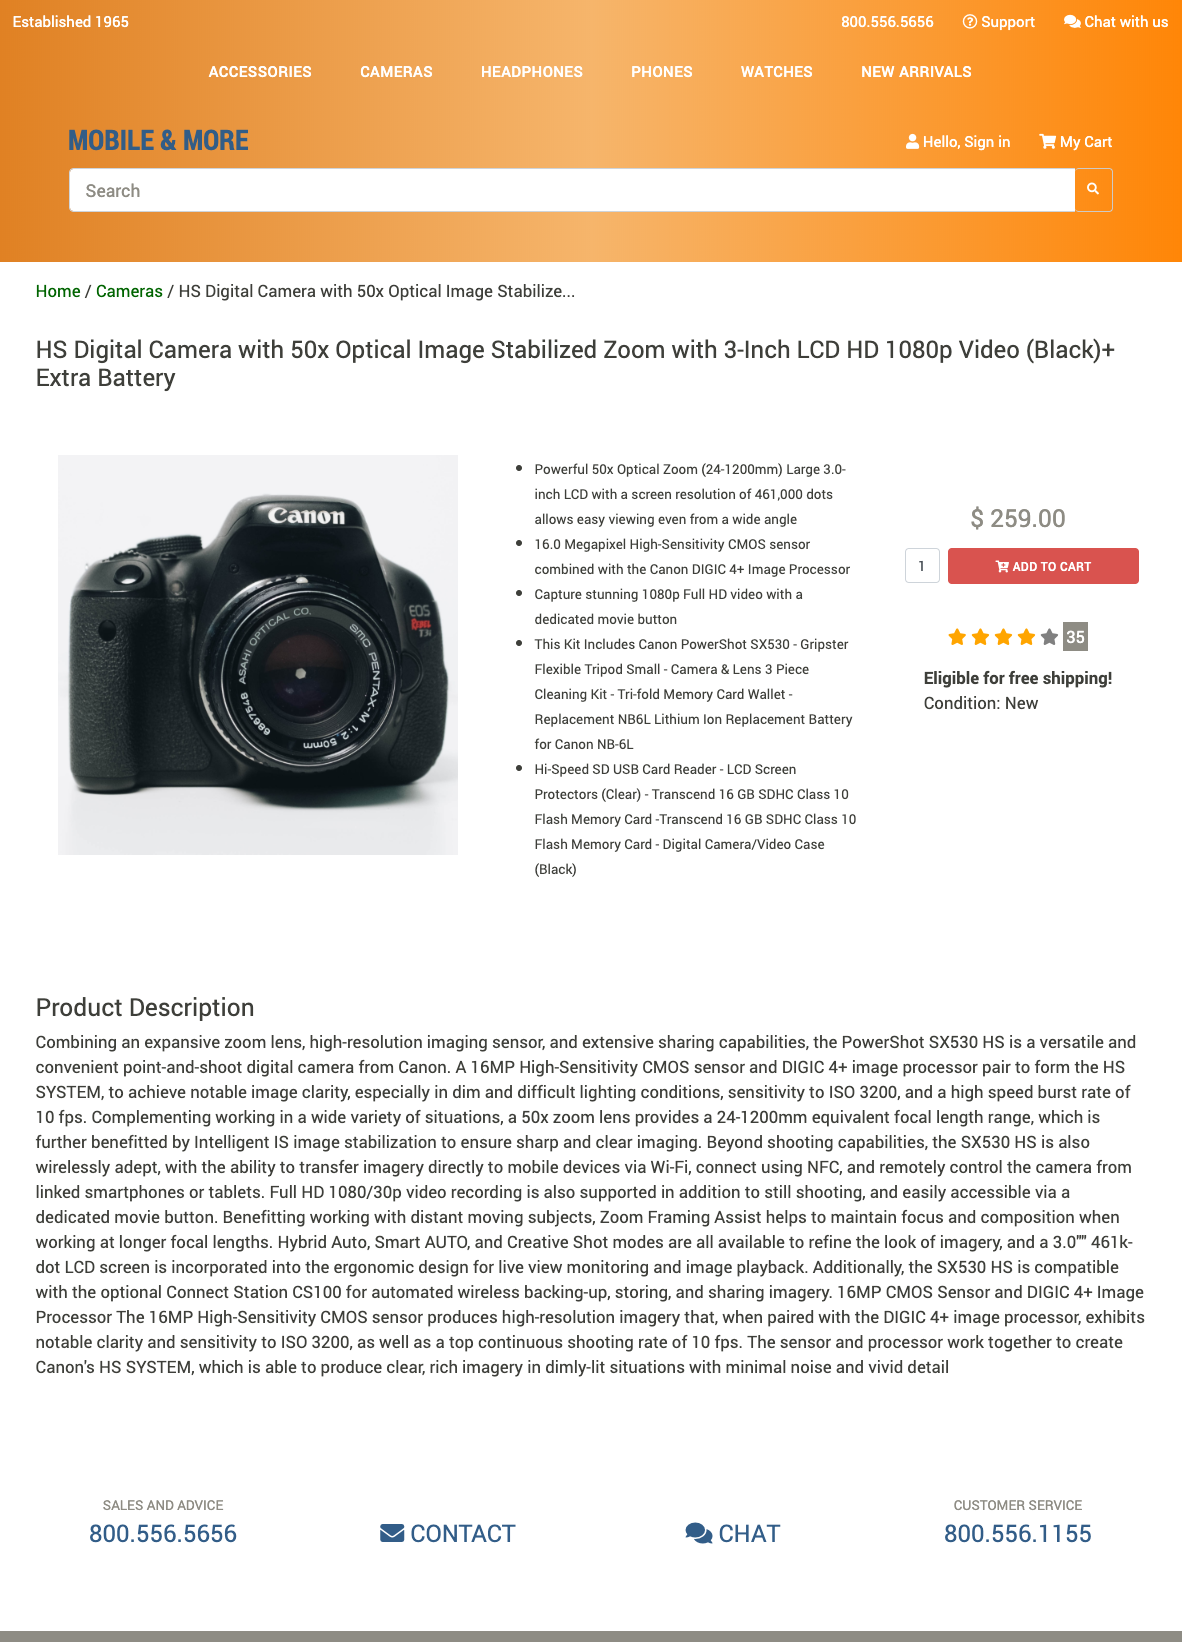 Established 1965
800.556.5656 Support Chat with us
ACCESSORIES CAMERAS HEADPHONES PHONES WATCHES NEW ARRIVALS
MOBILE & MORE
Hello, Sign in My Cart
Search
Home / Cameras / HS Digital Camera with 50x Optical Image Stabilize...
HS Digital Camera with 50x Optical Image Stabilized Zoom with 3-Inch LCD HD 1080p Video (Black)+
Extra Battery
Canon
EOS
Rebel
T3i
ASAHI OPTICAL CO.
SMC PENTAX-M 1:2 50mm
6867548
Powerful 50x Optical Zoom (24-1200mm) Large 3.0-
inch LCD with a screen resolution of 461,000 dots
allows easy viewing even from a wide angle
16.0 Megapixel High-Sensitivity CMOS sensor
combined with the Canon DIGIC 4+ Image Processor
Capture stunning 1080p Full HD video with a
dedicated movie button
This Kit Includes Canon PowerShot SX530 - Gripster
Flexible Tripod Small - Camera & Lens 3 Piece
Cleaning Kit - Tri-fold Memory Card Wallet -
Replacement NB6L Lithium Ion Replacement Battery
for Canon NB-6L
Hi-Speed SD USB Card Reader - LCD Screen
Protectors (Clear) - Transcend 16 GB SDHC Class 10
Flash Memory Card -Transcend 16 GB SDHC Class 10
Flash Memory Card - Digital Camera/Video Case
(Black)
$ 259.00
1 ADD TO CART
35
Eligible for free shipping!
Condition: New
Product Description
Combining an expansive zoom lens, high-resolution imaging sensor, and extensive sharing capabilities, the PowerShot SX530 HS is a versatile and
convenient point-and-shoot digital camera from Canon. A 16MP High-Sensitivity CMOS sensor and DIGIC 4+ image processor pair to form the HS
SYSTEM, to achieve notable image clarity, especially in dim and difficult lighting conditions, sensitivity to ISO 3200, and a high speed burst rate of
10 fps. Complementing working in a wide variety of situations, a 50x zoom lens provides a 24-1200mm equivalent focal length range, which is
further benefitted by Intelligent IS image stabilization to ensure sharp and clear imaging. Beyond shooting capabilities, the SX530 HS is also
wirelessly adept, with the ability to transfer imagery directly to mobile devices via Wi-Fi, connect using NFC, and remotely control the camera from
linked smartphones or tablets. Full HD 1080/30p video recording is also supported in addition to still shooting, and easily accessible via a
dedicated movie button. Benefitting working with distant moving subjects, Zoom Framing Assist helps to maintain focus and composition when
working at longer focal lengths. Hybrid Auto, Smart AUTO, and Creative Shot modes are all available to refine the look of imagery, and a 3.0"" 461k-
dot LCD screen is incorporated into the ergonomic design for live view monitoring and image playback. Additionally, the SX530 HS is compatible
with the optional Connect Station CS100 for automated wireless backing-up, storing, and sharing imagery. 16MP CMOS Sensor and DIGIC 4+ Image
Processor The 16MP High-Sensitivity CMOS sensor produces high-resolution imagery that, when paired with the DIGIC 4+ image processor, exhibits
notable clarity and sensitivity to ISO 3200, as well as a top continuous shooting rate of 10 fps. The sensor and processor work together to create
Canon's HS SYSTEM, which is able to produce clear, rich imagery in dimly-lit situations with minimal noise and vivid detail
SALES AND ADVICE
800.556.5656
CONTACT
CHAT
CUSTOMER SERVICE
800.556.1155